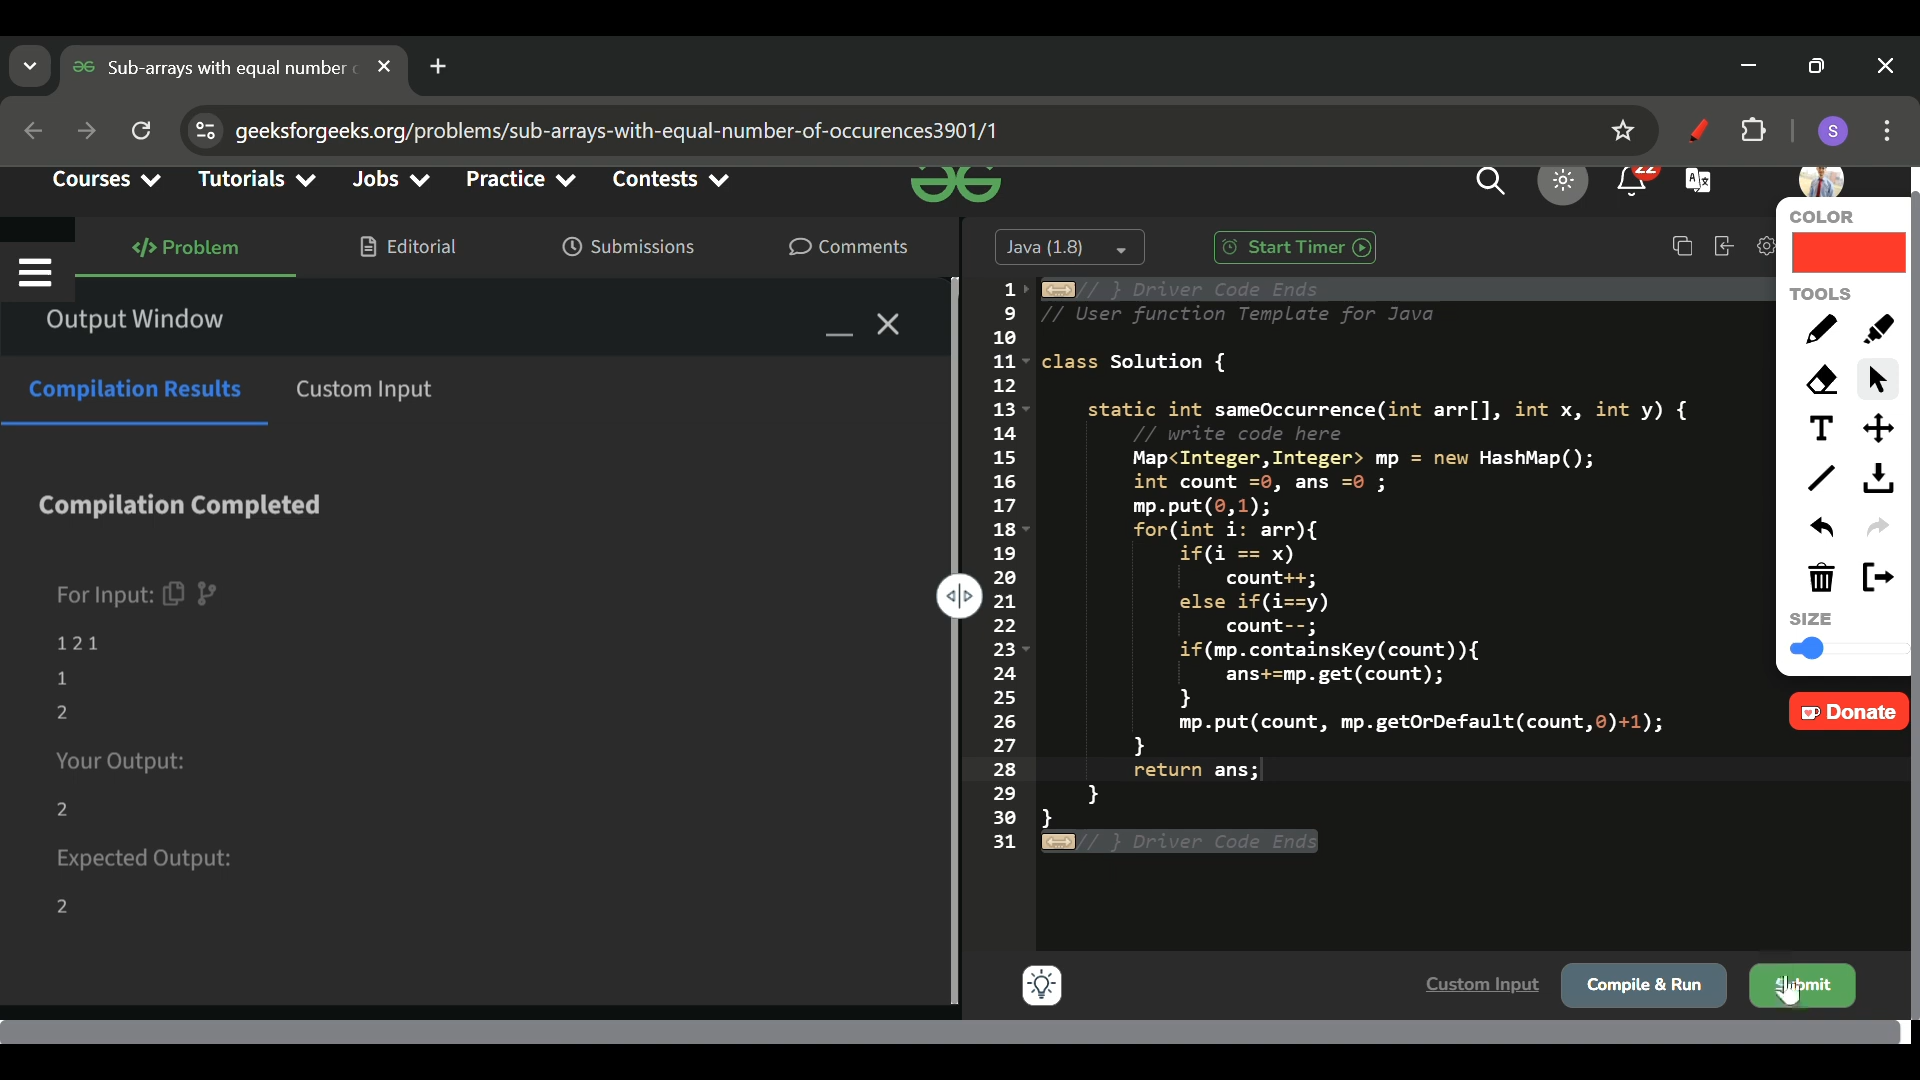 Sub-arrays with equal number
geeksforgeeks.org/problems/sub-arrays-with-equal-number-of-occurences3901/1
S
Courses Tutorials Jobs Practice Contests
22
Problem Editorial Submissions Comments
Java (1.8) Start Timer
Output Window
Compilation Results Custom Input
Compilation Completed
For Input:
1 2 1
1
2
Your Output:
2
Expected Output:
2
1 // } Driver Code Ends
9 // User function Template for Java
10
11 class Solution {
12
13 static int sameOccurrence(int arr[], int x, int y) {
14 // write code here
15 Map<Integer,Integer> mp = new HashMap();
16 int count =0, ans =0 ;
17 mp.put(0,1);
18 for(int i: arr){
19 if(i == x)
20 count++;
21 else if(i==y)
22 count--;
23 if(mp.containsKey(count)){
24 ans+=mp.get(count);
25 }
26 mp.put(count, mp.getOrDefault(count,0)+1);
27 }
28 return ans;
29 }
30 }
31 // } Driver Code Ends
Custom Input Compile & Run Submit
COLOR
TOOLS
T
SIZE
Donate